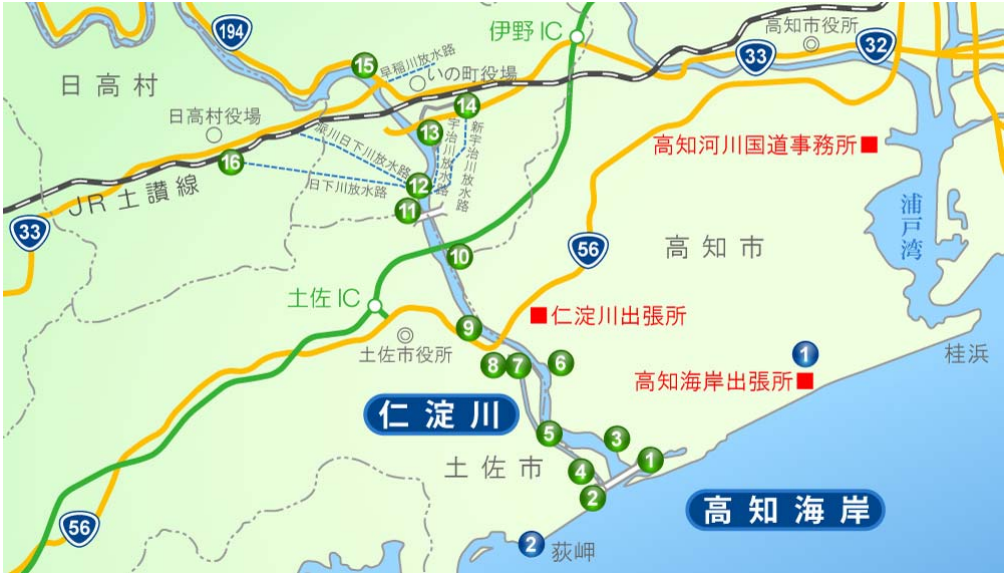 194
15
早稲川放水路
いの町役場
伊野IC
高知市役所
33
32
日高村
日高村役場
14
13
派川日下川放水路
宇治川放水路
新宇治川放水路
16
日下川放水路
12
11
JR土讃線
33
高知河川国道事務所
浦戸湾
56
高知市
10
土佐IC
土佐市役所
9
仁淀川出張所
8
7
6
1
桂浜
高知海岸出張所
仁淀川
5
3
土佐市
4
1
2
高知海岸
56
2
荻岬